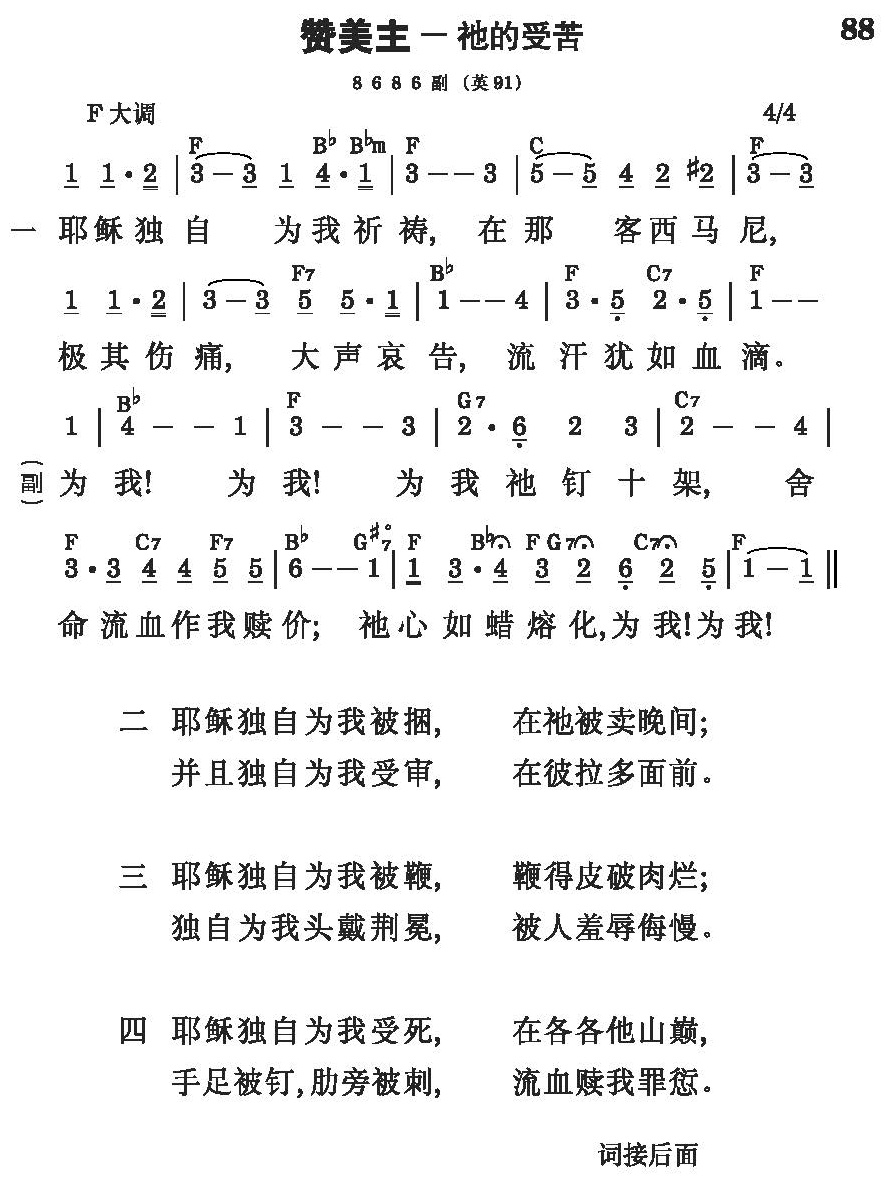 赞美主－祂的受苦 88
8 6 8 6 副 (英91)
F大调 4/4
F B♭ B♭m F C F
1 1·2 | 3－3 1 4·1 | 3－－3 | 5－5 4 2 ♯2 | 3－3
一 耶稣独自 为我祈祷, 在那 客西马尼,
F7 B♭ F C7 F
1 1·2 | 3－3 5 5·1 | 1－－4 | 3·5 2·5 | 1－－
极其伤痛, 大声哀告, 流汗犹如血滴。
B♭ F G7 C7
1 | 4－－1 | 3－－3 | 2·6 2 3 | 2－－4 |
(副) 为我! 为我! 为我祂钉十架, 舍
F C7 F7 B♭ G♯°7 F B♭ F G7 C7 F
3·3 4 4 5 5 | 6－－1 | 1 3·4 3 2 6 2 5 | 1－1 ‖
命流血作我赎价; 祂心如蜡熔化,为我!为我!
二 耶稣独自为我被捆, 在祂被卖晚间;
并且独自为我受审, 在彼拉多面前。
三 耶稣独自为我被鞭, 鞭得皮破肉烂;
独自为我头戴荆冕, 被人羞辱侮慢。
四 耶稣独自为我受死, 在各各他山巅,
手足被钉,肋旁被刺, 流血赎我罪愆。
词接后面